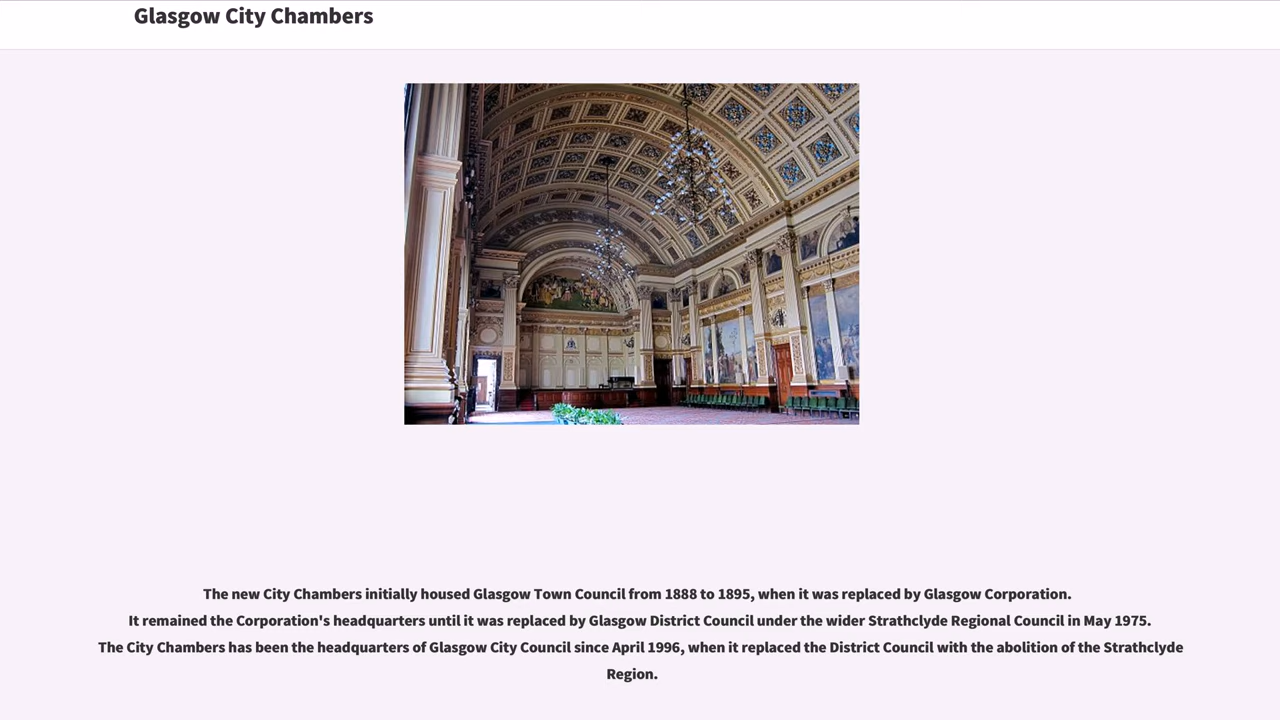 Glasgow City Chambers
The new City Chambers initially housed Glasgow Town Council from 1888 to 1895, when it was replaced by Glasgow Corporation.
It remained the Corporation's headquarters until it was replaced by Glasgow District Council under the wider Strathclyde Regional Council in May 1975.
The City Chambers has been the headquarters of Glasgow City Council since April 1996, when it replaced the District Council with the abolition of the Strathclyde
Region.